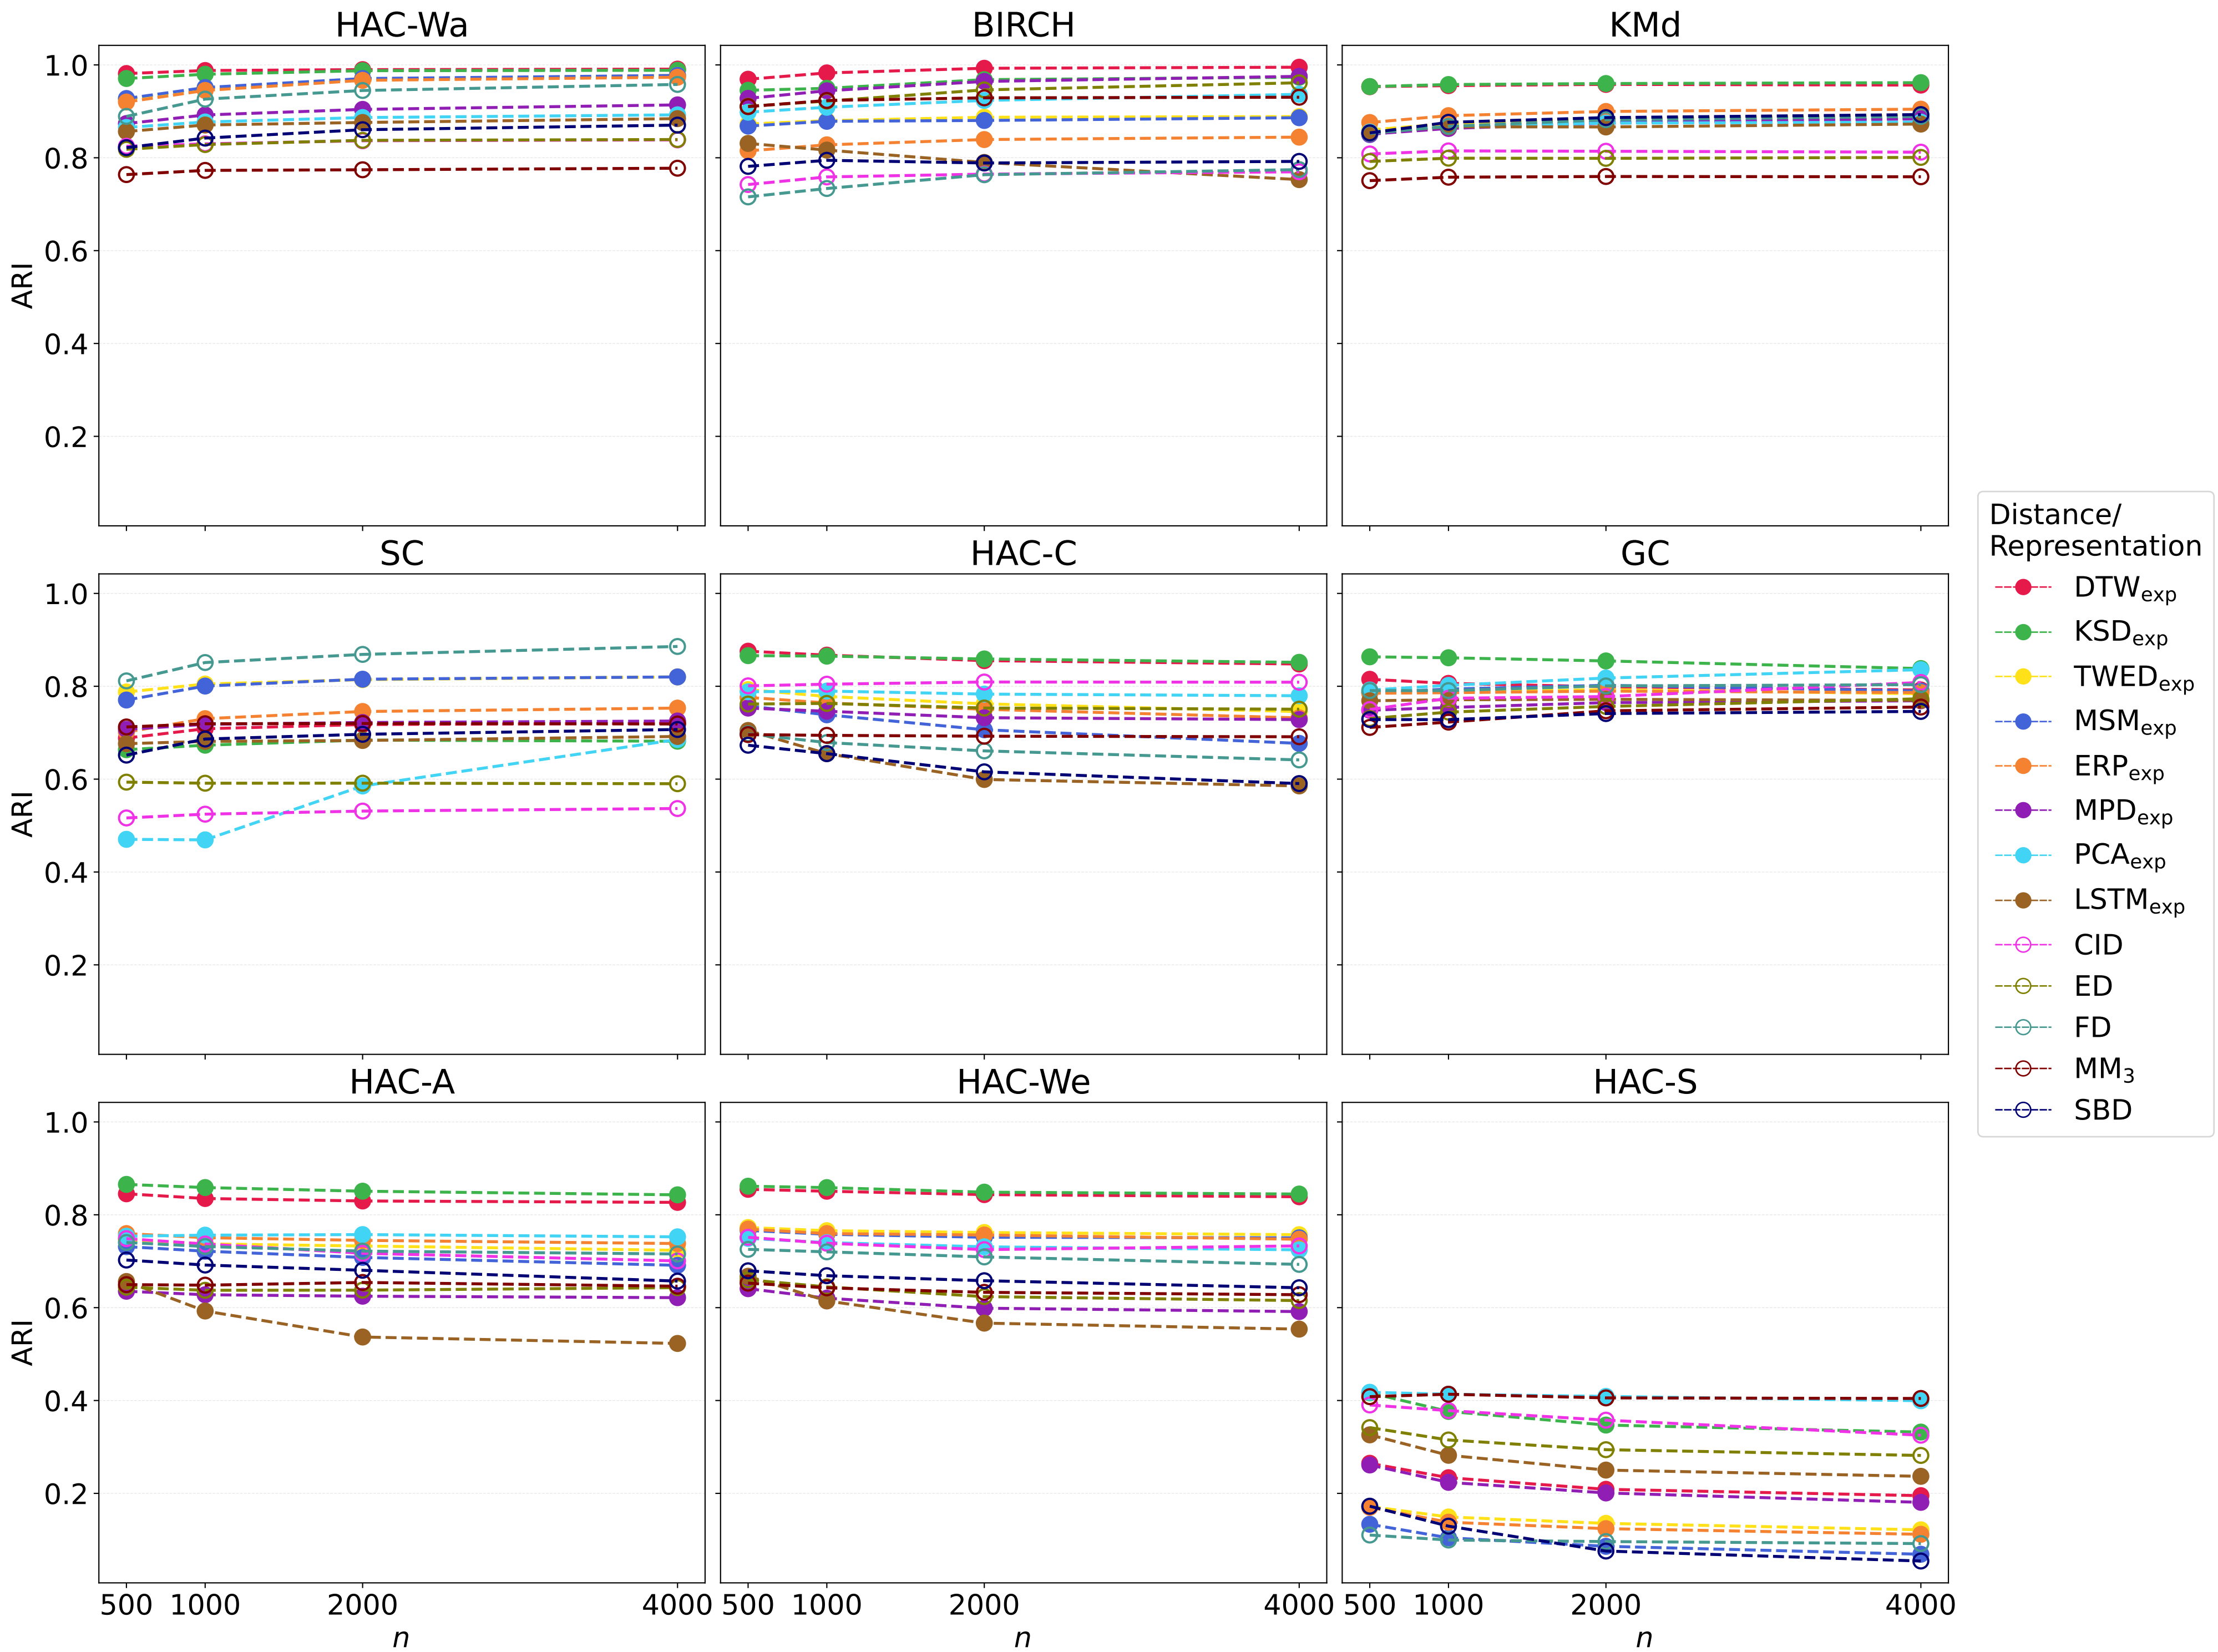 HAC-Wa
BIRCH
KMd
1.0
0.8
0.6
0.4
0.2
ARI
SC
HAC-C
GC
1.0
0.8
0.6
0.4
0.2
ARI
HAC-A
HAC-We
HAC-S
1.0
0.8
0.6
0.4
0.2
ARI
500 1000 2000 4000
500 1000 2000 4000
500 1000 2000 4000
n
n
n
Distance/
Representation
DTWexp
KSDexp
TWEDexp
MSMexp
ERPexp
MPDexp
PCAexp
LSTMexp
CID
ED
FD
MM3
SBD